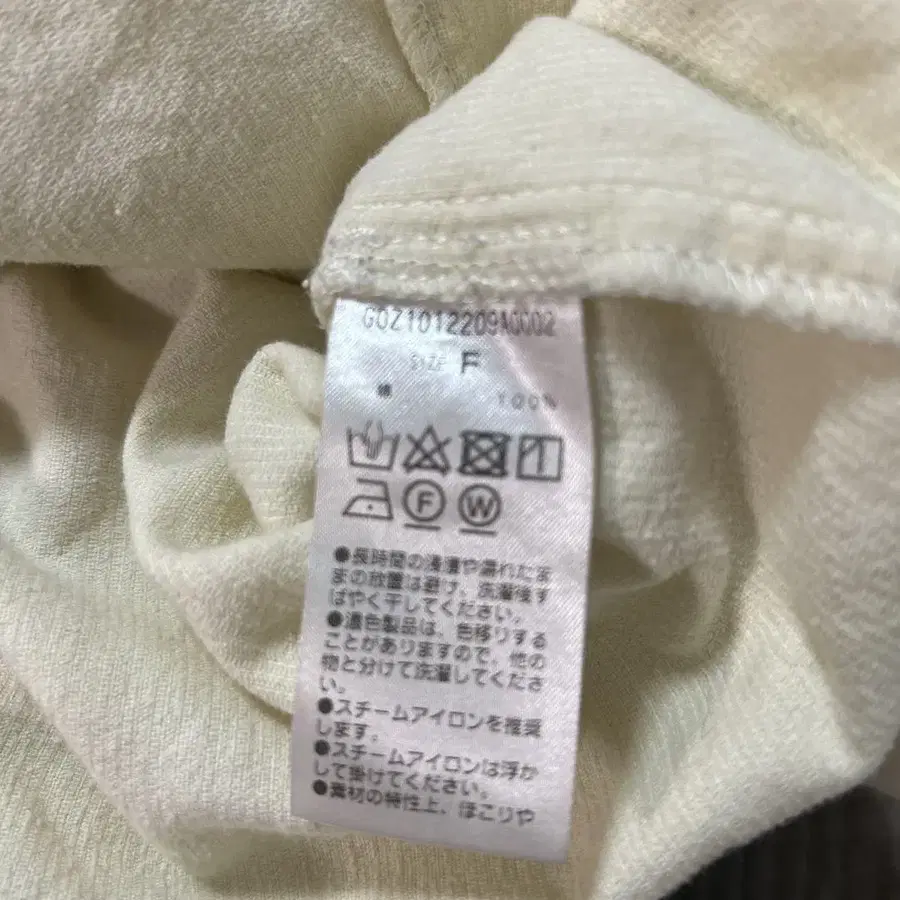 G0Z1012209A0002
SIZE F
綿 100%
F W
●長時間の浸漬や濡れたま
まの放置は避け、洗濯後す
ばやく干してください。
●濃色製品は、色移りする
ことがありますので、他の
物と分けて洗濯してくださ
い。
●スチームアイロンを推奨
します。
●スチームアイロンは浮か
して掛けてください。
●素材の特性上、ほこりや